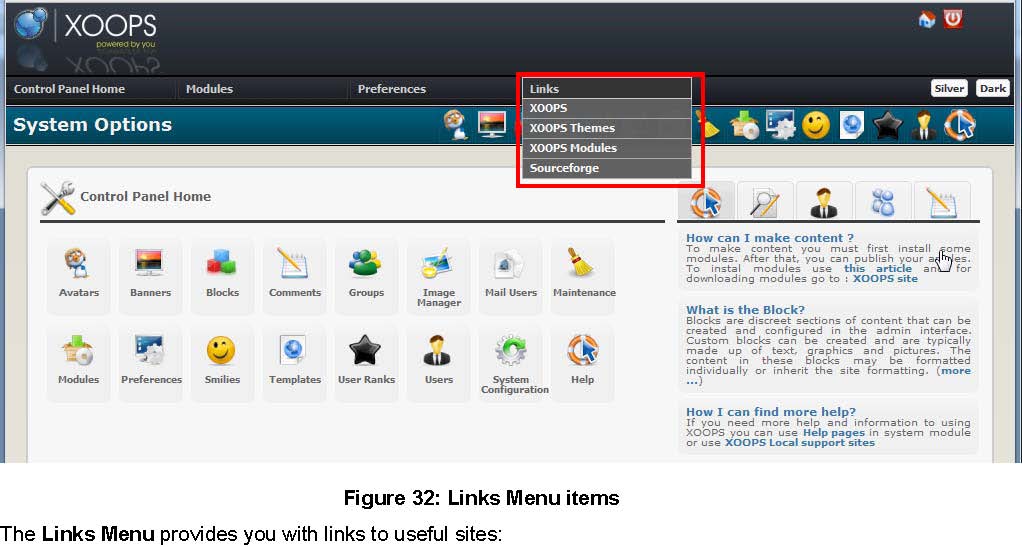 XOOPS
powered by you
Control Panel Home
Modules
Preferences
Links
Silver
Dark
XOOPS
XOOPS Themes
XOOPS Modules
Sourceforge
System Options
Control Panel Home
Avatars
Banners
Blocks
Comments
Groups
Image
Manager
Mail Users
Maintenance
Modules
Preferences
Smilies
Templates
User Ranks
Users
System
Configuration
Help
How can I make content ?
To make content you must first install some
modules. After that, you can publish your
To instal modules use this article and for
downloading modules go to : XOOPS site
What is the Block?
Blocks are discreet sections of content that can be
created and configured in the admin interface.
Custom blocks can be created and are typically
made up of text, graphics and pictures. The
content in these blocks may be formatted
individually or inherit the site formatting. (more
...)
How I can find more help?
If you need more help and information to using
XOOPS you can use Help pages in system module
or use XOOPS Local support sites
Figure 32: Links Menu items
The Links Menu provides you with links to useful sites: